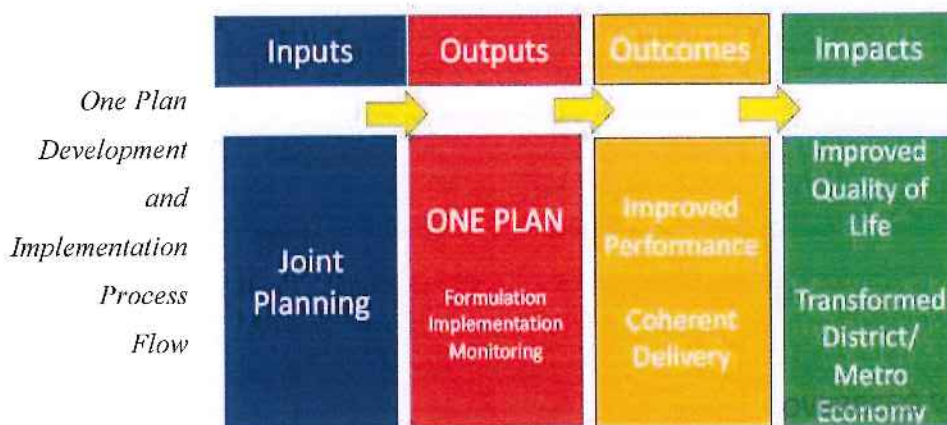 One Plan
Development
and
Implementation
Process
Flow
Inputs
Outputs
Outcomes
Impacts
Joint
Planning
ONE PLAN
Formulation
Implementation
Monitoring
Improved
Performance
Coherent
Delivery
Improved
Quality of
Life
Transformed
District/
Metro
Economy